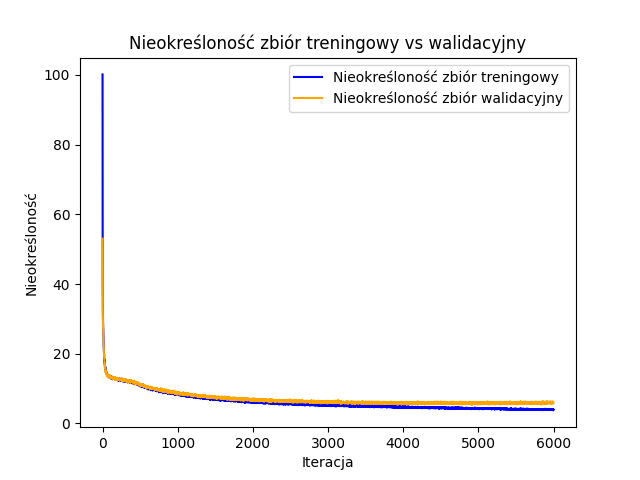 Nieokreśloność zbiór treningowy vs walidacyjny
Nieokreśloność zbiór treningowy
Nieokreśloność zbiór walidacyjny
Nieokreśloność
100
80
60
40
20
0
0 1000 2000 3000 4000 5000 6000
Iteracja